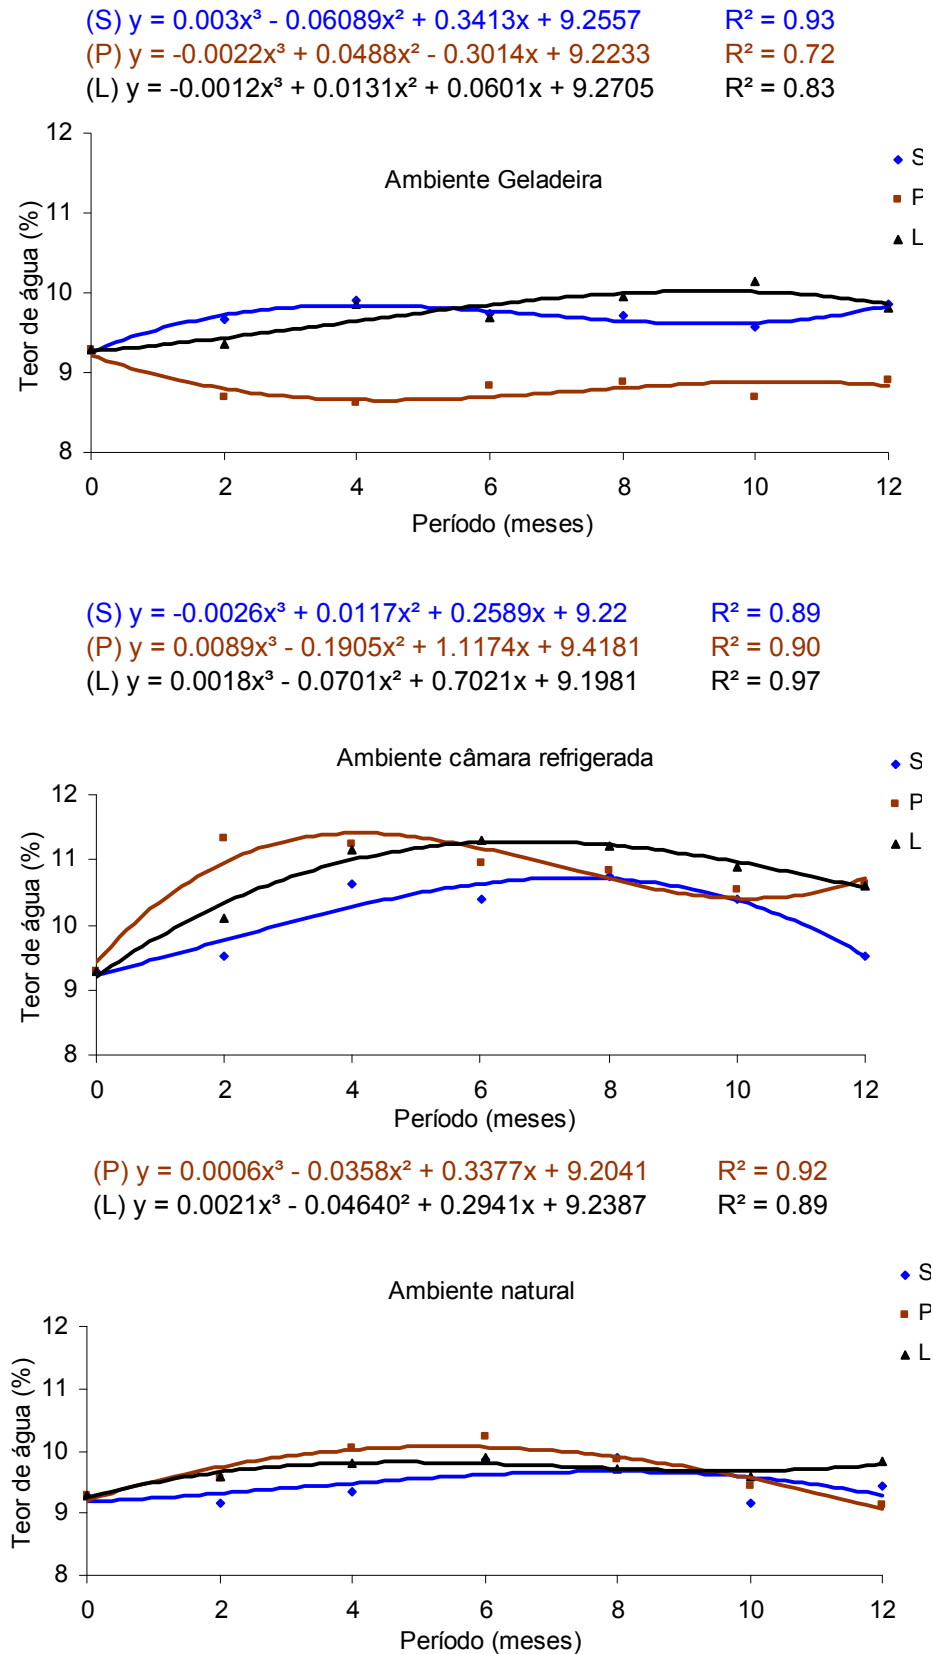 (S) y = 0.003x³ - 0.06089x² + 0.3413x + 9.2557 R² = 0.93
(P) y = -0.0022x³ + 0.0488x² - 0.3014x + 9.2233 R² = 0.72
(L) y = -0.0012x³ + 0.0131x² + 0.0601x + 9.2705 R² = 0.83
Ambiente Geladeira
S
P
L
12
11
10
9
8
Teor de água (%)
0 2 4 6 8 10 12
Período (meses)
(S) y = -0.0026x³ + 0.0117x² + 0.2589x + 9.22 R² = 0.89
(P) y = 0.0089x³ - 0.1905x² + 1.1174x + 9.4181 R² = 0.90
(L) y = 0.0018x³ - 0.0701x² + 0.7021x + 9.1981 R² = 0.97
Ambiente câmara refrigerada
S
P
L
12
11
10
9
8
Teor de água (%)
0 2 4 6 8 10 12
Período (meses)
(P) y = 0.0006x³ - 0.0358x² + 0.3377x + 9.2041 R² = 0.92
(L) y = 0.0021x³ - 0.04640² + 0.2941x + 9.2387 R² = 0.89
Ambiente natural
S
P
L
12
11
10
9
8
Teor de água (%)
0 2 4 6 8 10 12
Período (meses)